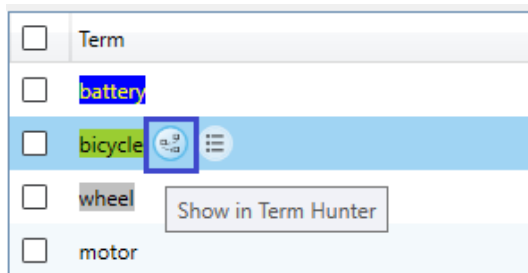 Term
battery
bicycle
wheel
Show in Term Hunter
motor